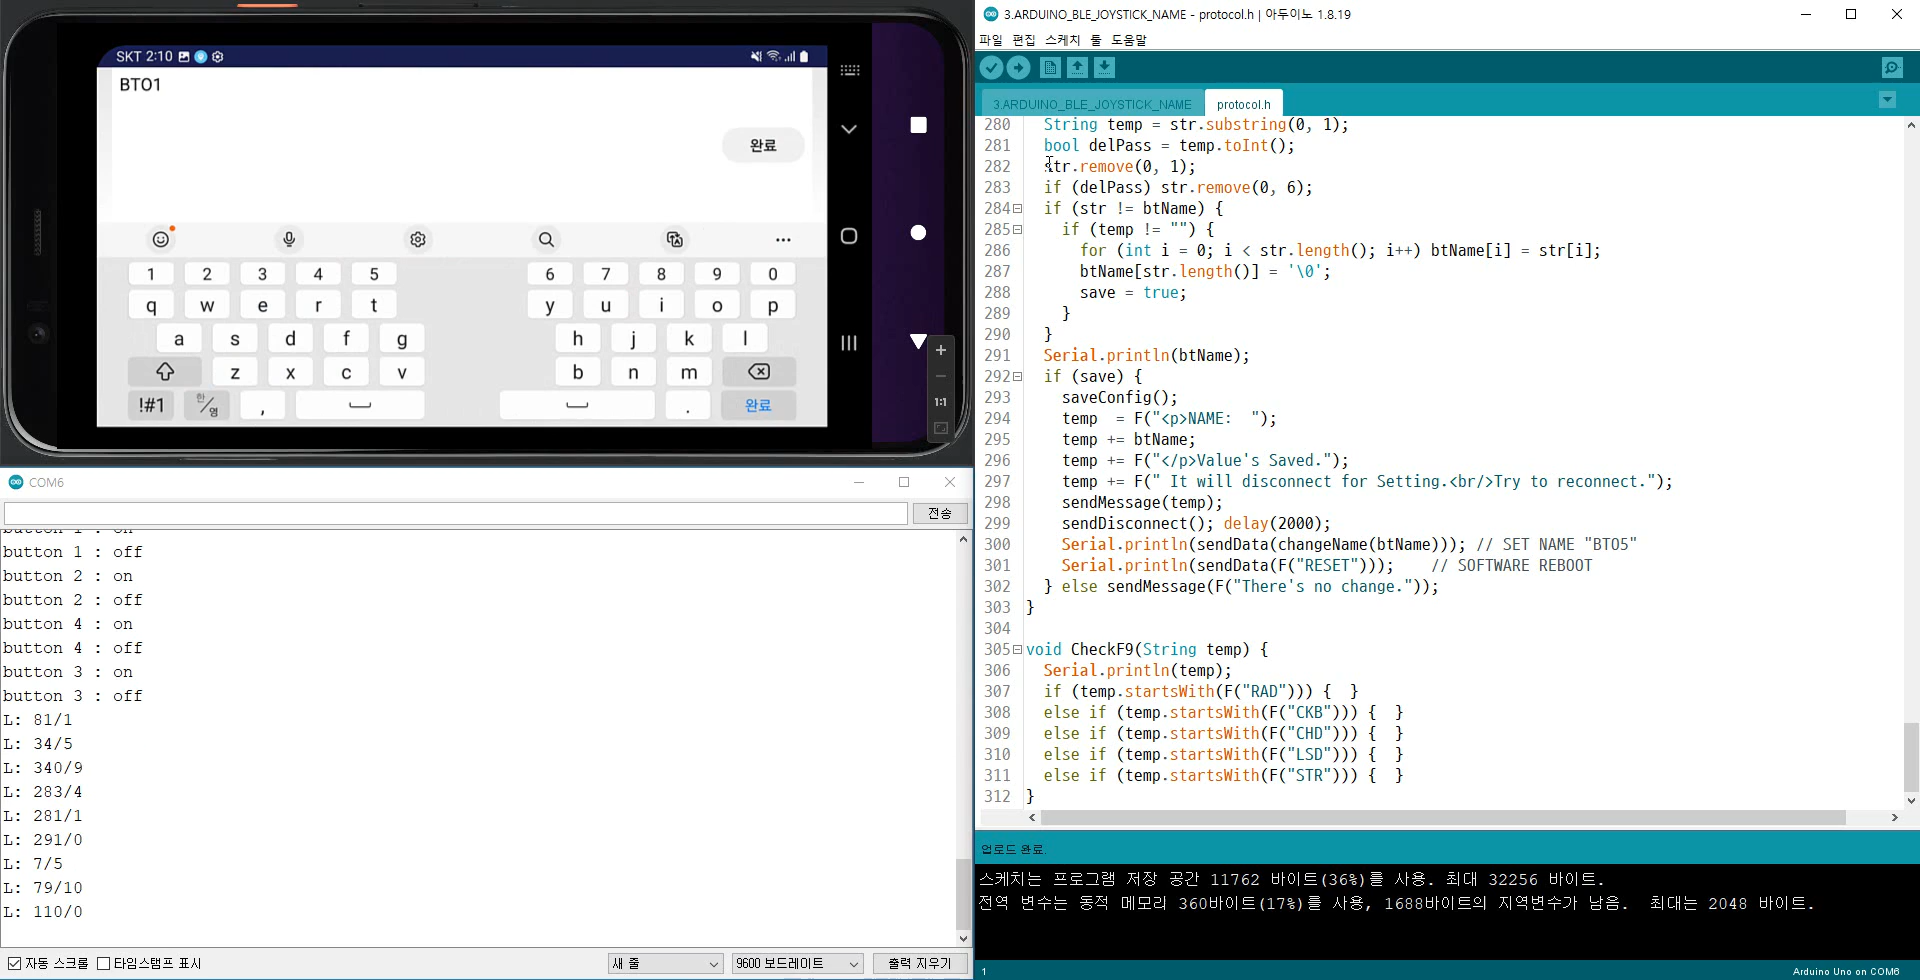 SKT 2:10
BTO1
완료
1 2 3 4 5 6 7 8 9 0
q w e r t y u i o p
a s d f g h j k l
z x c v b n m
!#1 한/영 , . 완료
1:1
COM6
전송
button 1 : off
button 2 : on
button 2 : off
button 4 : on
button 4 : off
button 3 : on
button 3 : off
L: 81/1
L: 34/5
L: 340/9
L: 283/4
L: 281/1
L: 291/0
L: 7/5
L: 79/10
L: 110/0
자동 스크롤 타임스탬프 표시 새 줄 9600 보드레이트 출력 지우기
3.ARDUINO_BLE_JOYSTICK_NAME - protocol.h | 아두이노 1.8.19
파일 편집 스케치 툴 도움말
3.ARDUINO_BLE_JOYSTICK_NAME protocol.h
280 String temp = str.substring(0, 1);
281 bool delPass = temp.toInt();
282 str.remove(0, 1);
283 if (delPass) str.remove(0, 6);
284 if (str != btName) {
285 if (temp != "") {
286 for (int i = 0; i < str.length(); i++) btName[i] = str[i];
287 btName[str.length()] = '\0';
288 save = true;
289 }
290 }
291 Serial.println(btName);
292 if (save) {
293 saveConfig();
294 temp  = F("<p>NAME:  ");
295 temp += btName;
296 temp += F("</p>Value's Saved.");
297 temp += F(" It will disconnect for Setting.<br/>Try to reconnect.");
298 sendMessage(temp);
299 sendDisconnect(); delay(2000);
300 Serial.println(sendData(changeName(btName))); // SET NAME "BTO5"
301 Serial.println(sendData(F("RESET")));    // SOFTWARE REBOOT
302 } else sendMessage(F("There's no change."));
303 }
304
305 void CheckF9(String temp) {
306 Serial.println(temp);
307 if (temp.startsWith(F("RAD"))) {  }
308 else if (temp.startsWith(F("CKB"))) {  }
309 else if (temp.startsWith(F("CHD"))) {  }
310 else if (temp.startsWith(F("LSD"))) {  }
311 else if (temp.startsWith(F("STR"))) {  }
312 }
업로드 완료.
스케치는 프로그램 저장 공간 11762 바이트(36%)를 사용. 최대 32256 바이트.
전역 변수는 동적 메모리 360바이트(17%)를 사용, 1688바이트의 지역변수가 남음.  최대는 2048 바이트.
1 Arduino Uno on COM6